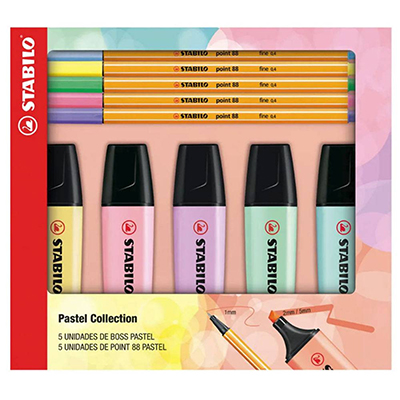 STABILO
STABILO point 88 fine 0,4
STABILO point 88 fine 0,4
STABILO point 88 fine 0,4
STABILO point 88 fine 0,4
STABILO point 88 fine 0,4
STABILO
STABILO
STABILO
STABILO
STABILO
Pastel Collection
5 UNIDADES DE BOSS PASTEL
5 UNIDADES DE POINT 88 PASTEL
1mm
2mm / 5mm